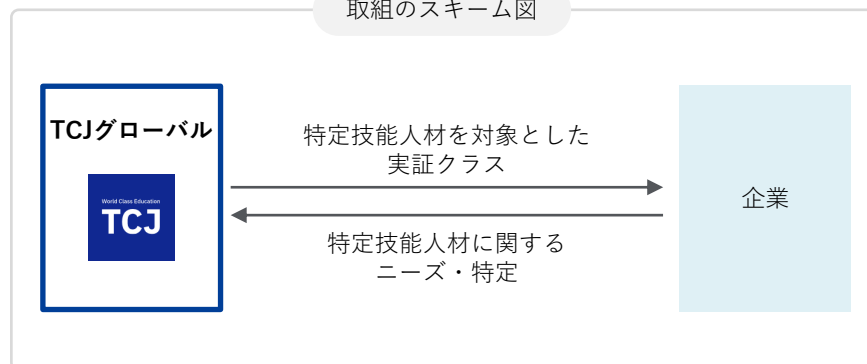 取組のスキーム図
TCJグローバル
World Class Education
TCJ
特定技能人材を対象とした
実証クラス
特定技能人材に関する
ニーズ・特定
企業